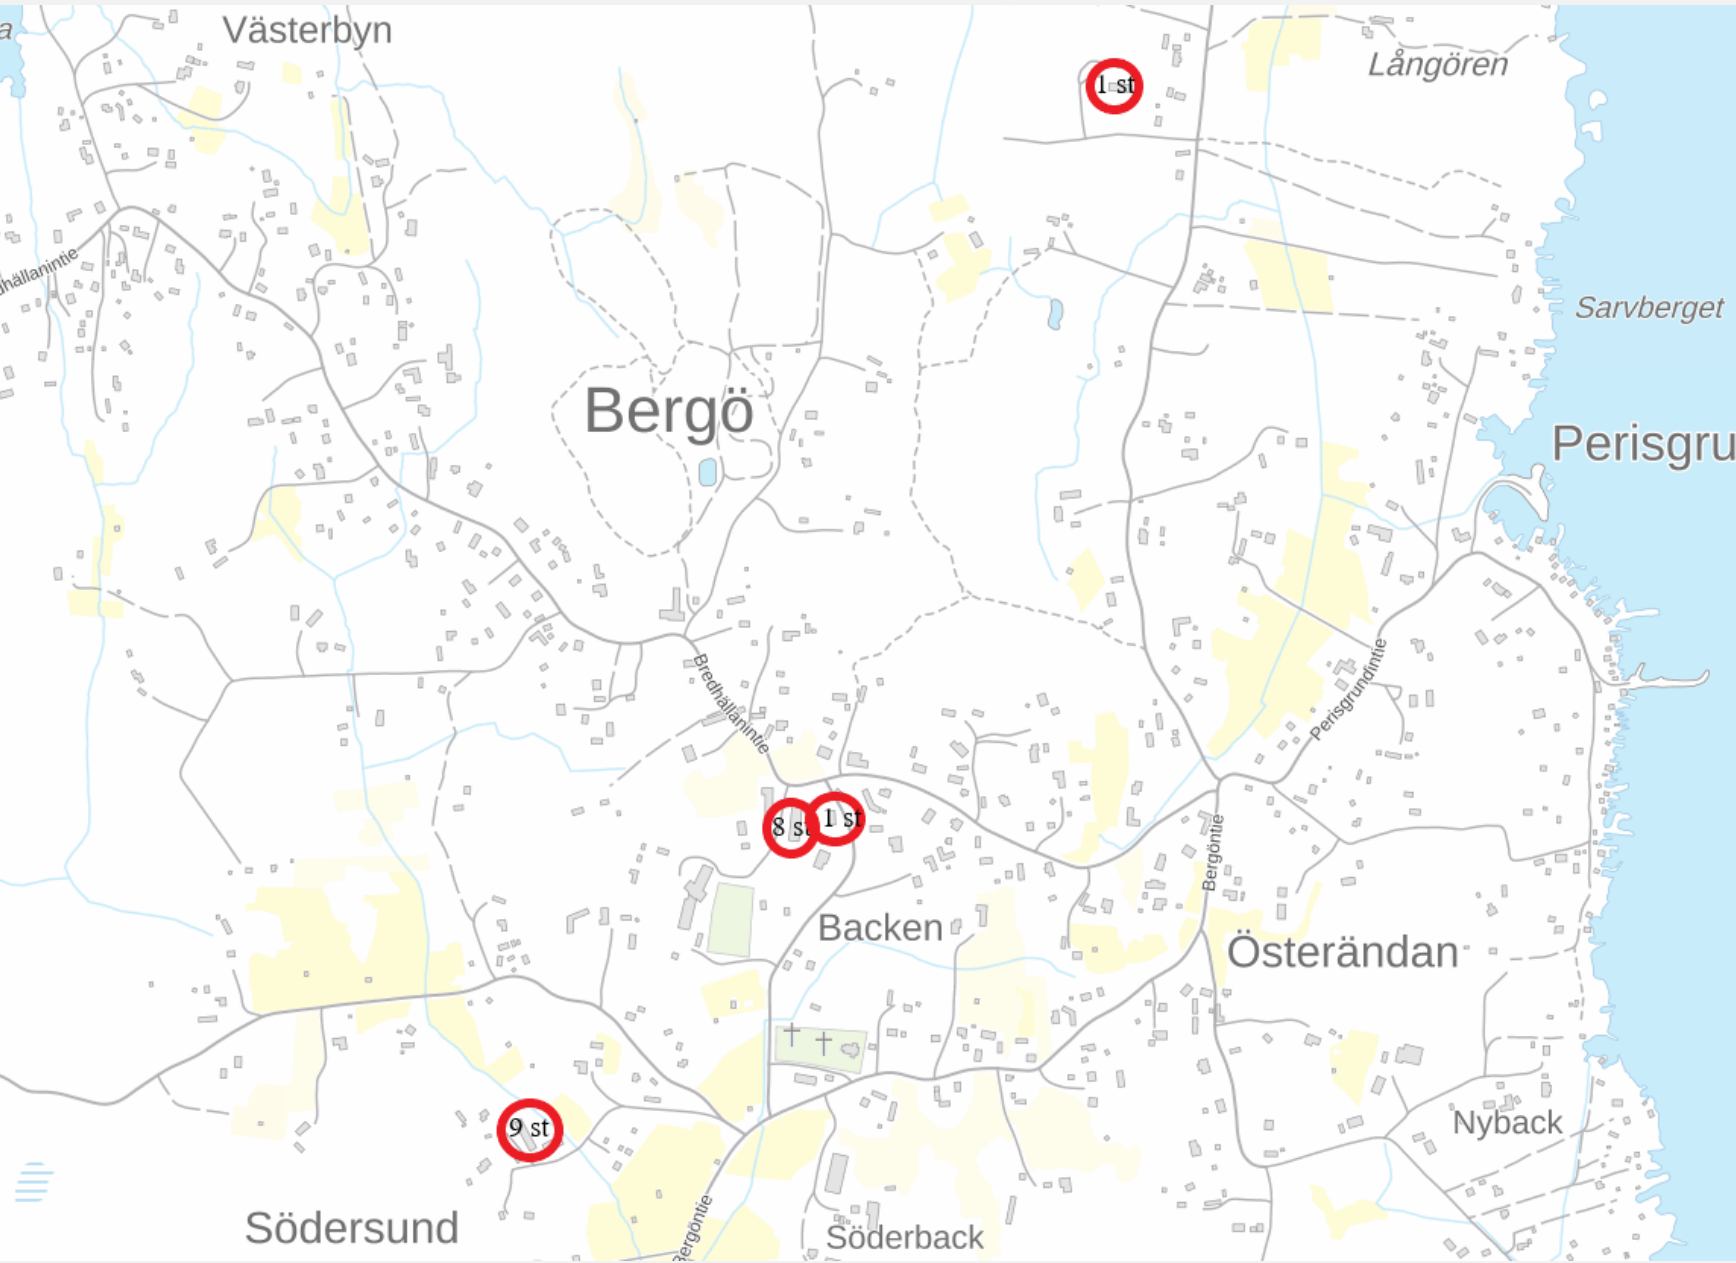 a
Västerbyn
Långören
1 st
dhällanintie
Sarvberget
Bergö
Perisgru
Bredhällanintie
Perisgrundintie
8 st
1 st
Bergöntie
Backen
Österändan
9 st
Nyback
Södersund
Bergöntie
Söderback